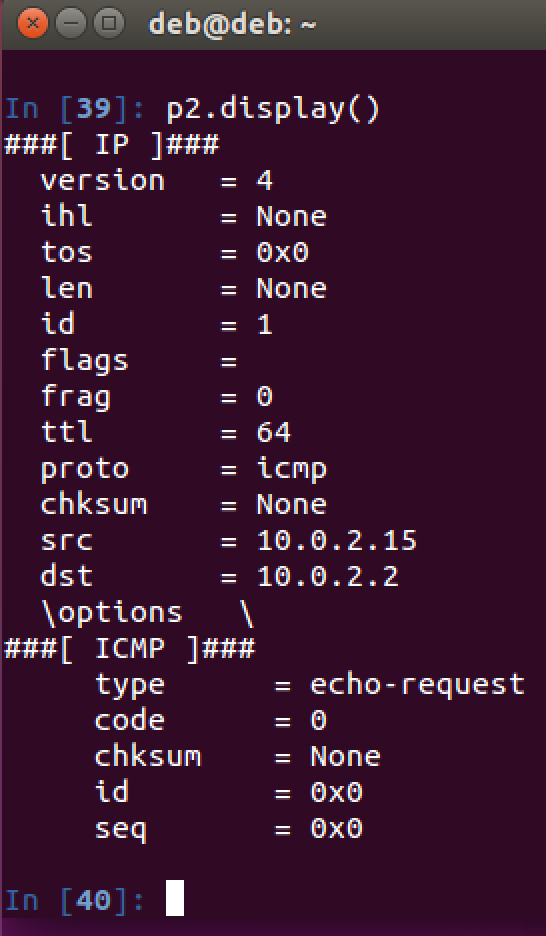 deb@deb: ~
In [39]: p2.display()
###[ IP ]###
  version   = 4
  ihl       = None
  tos       = 0x0
  len       = None
  id        = 1
  flags     =
  frag      = 0
  ttl       = 64
  proto     = icmp
  chksum    = None
  src       = 10.0.2.15
  dst       = 10.0.2.2
  \options   \
###[ ICMP ]###
     type      = echo-request
     code      = 0
     chksum    = None
     id        = 0x0
     seq       = 0x0
In [40]: